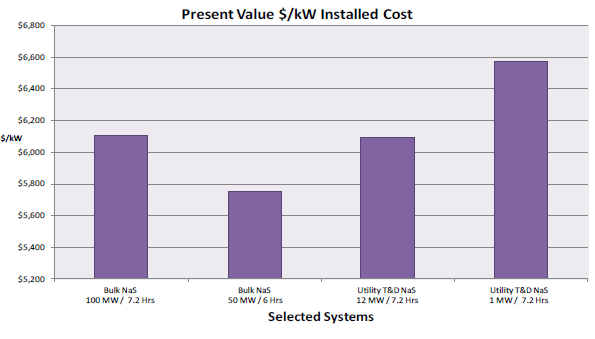 Present Value $/kW Installed Cost
$6,800
$6,600
$6,400
$6,200
$/kW
$6,000
$5,800
$5,600
$5,400
$5,200
Bulk NaS
100 MW / 7.2 Hrs
Bulk NaS
50 MW / 6 Hrs
Utility T&D NaS
12 MW / 7.2 Hrs
Utility T&D NaS
1 MW / 7.2 Hrs
Selected Systems